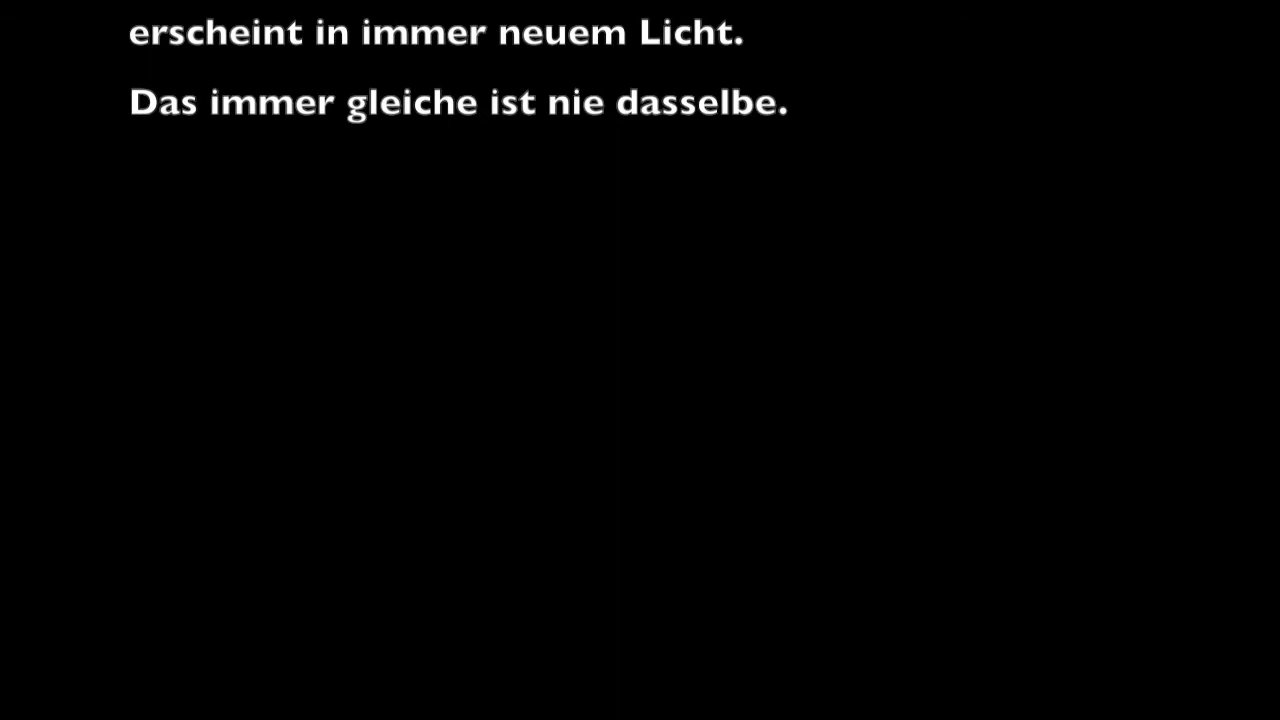 erscheint in immer neuem Licht.
Das immer gleiche ist nie dasselbe.